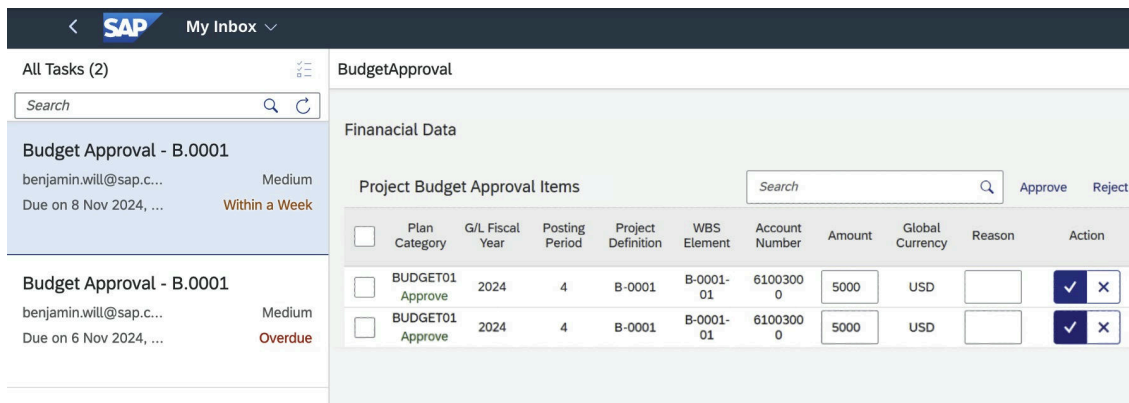 SAP My Inbox
All Tasks (2)
Search
Budget Approval - B.0001
benjamin.will@sap.c... Medium
Due on 8 Nov 2024, ... Within a Week
Budget Approval - B.0001
benjamin.will@sap.c... Medium
Due on 6 Nov 2024, ... Overdue
BudgetApproval
Finanacial Data
Project Budget Approval Items Search Approve Reject
Plan Category G/L Fiscal Year Posting Period Project Definition WBS Element Account Number Amount Global Currency Reason Action
BUDGET01 Approve 2024 4 B-0001 B-0001-01 61003000 5000 USD
BUDGET01 Approve 2024 4 B-0001 B-0001-01 61003000 5000 USD